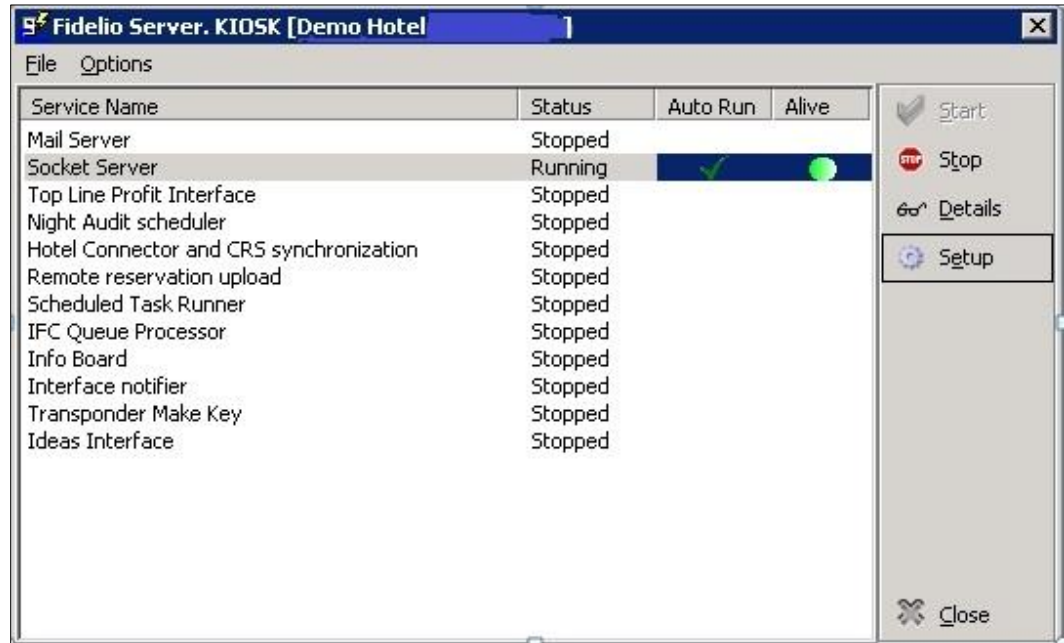 Fidelio Server. KIOSK [Demo Hotel ]
File Options
Service Name Status Auto Run Alive
Mail Server Stopped
Socket Server Running
Top Line Profit Interface Stopped
Night Audit scheduler Stopped
Hotel Connector and CRS synchronization Stopped
Remote reservation upload Stopped
Scheduled Task Runner Stopped
IFC Queue Processor Stopped
Info Board Stopped
Interface notifier Stopped
Transponder Make Key Stopped
Ideas Interface Stopped
Start
STOP Stop
Details
Setup
Close